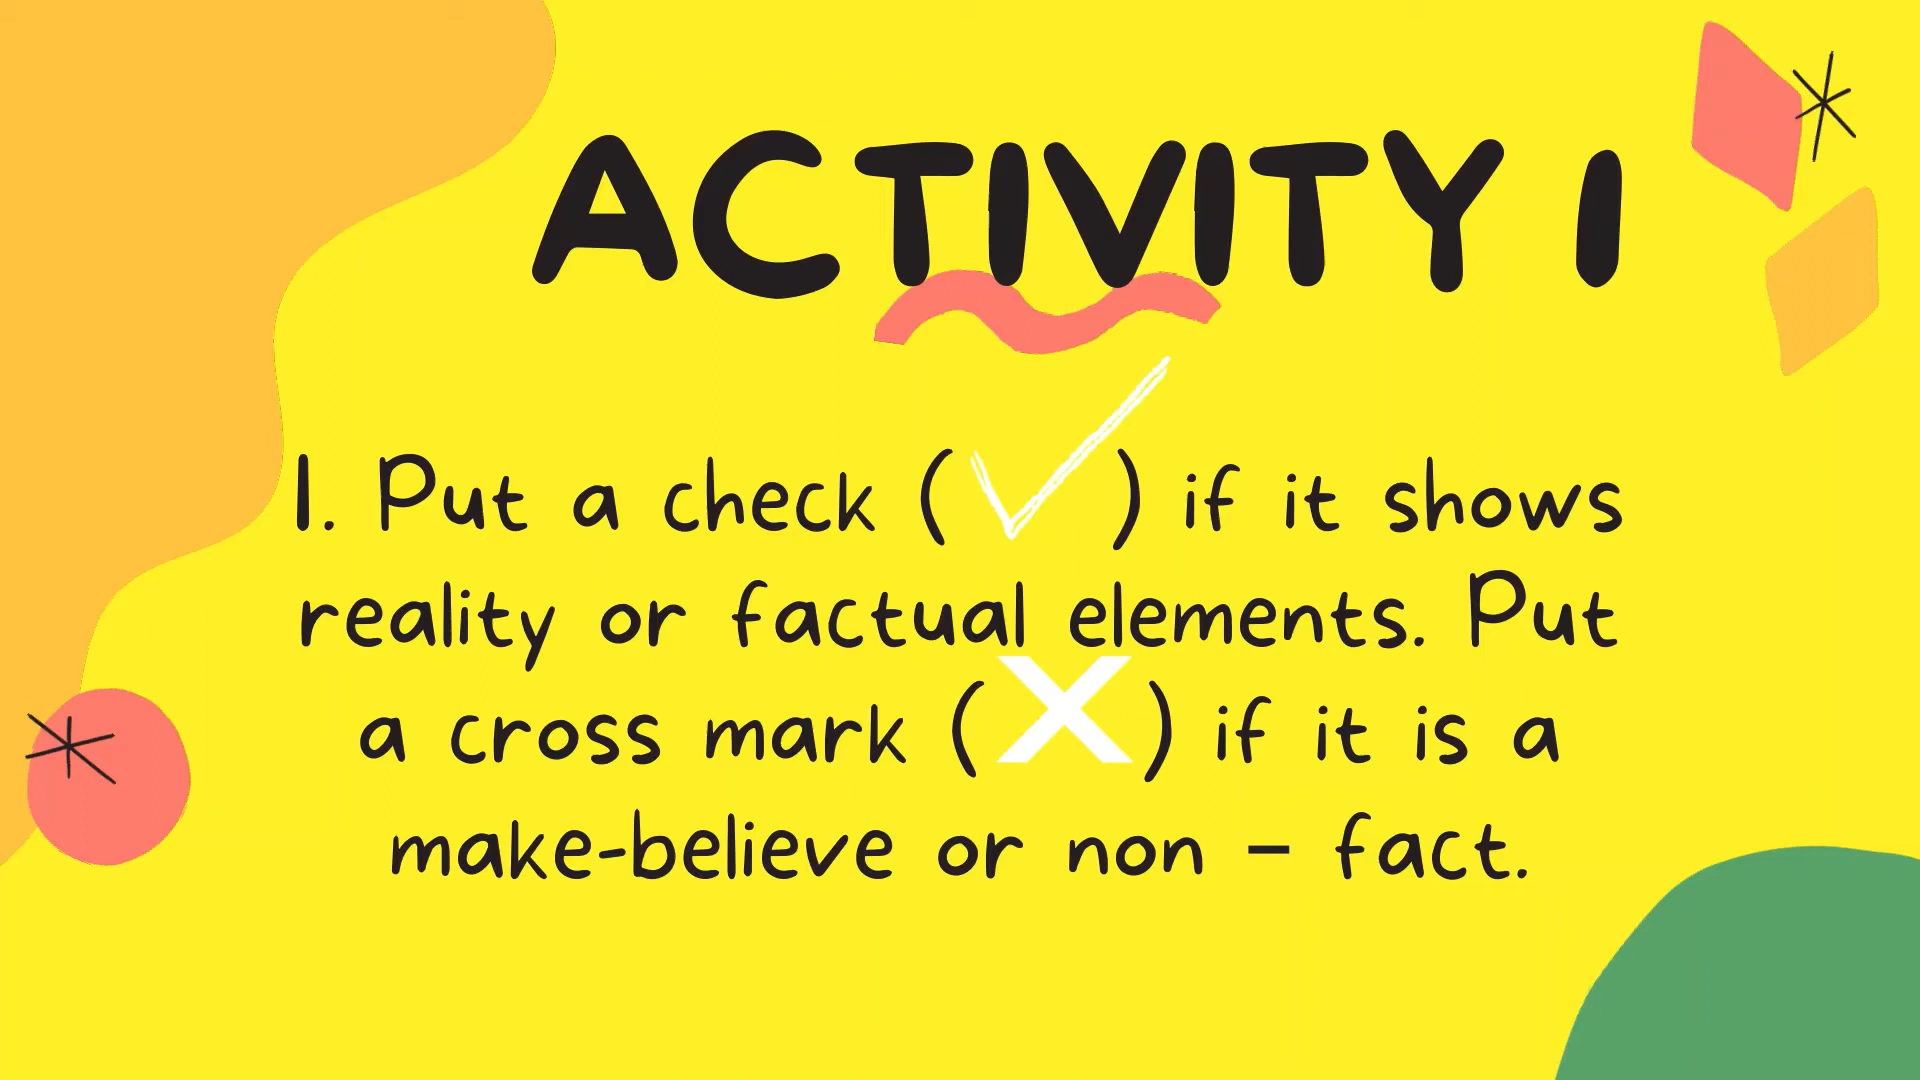 ACTIVITY 1
1. Put a check (✓) if it shows
reality or factual elements. Put
a cross mark (X) if it is a
make-believe or non - fact.